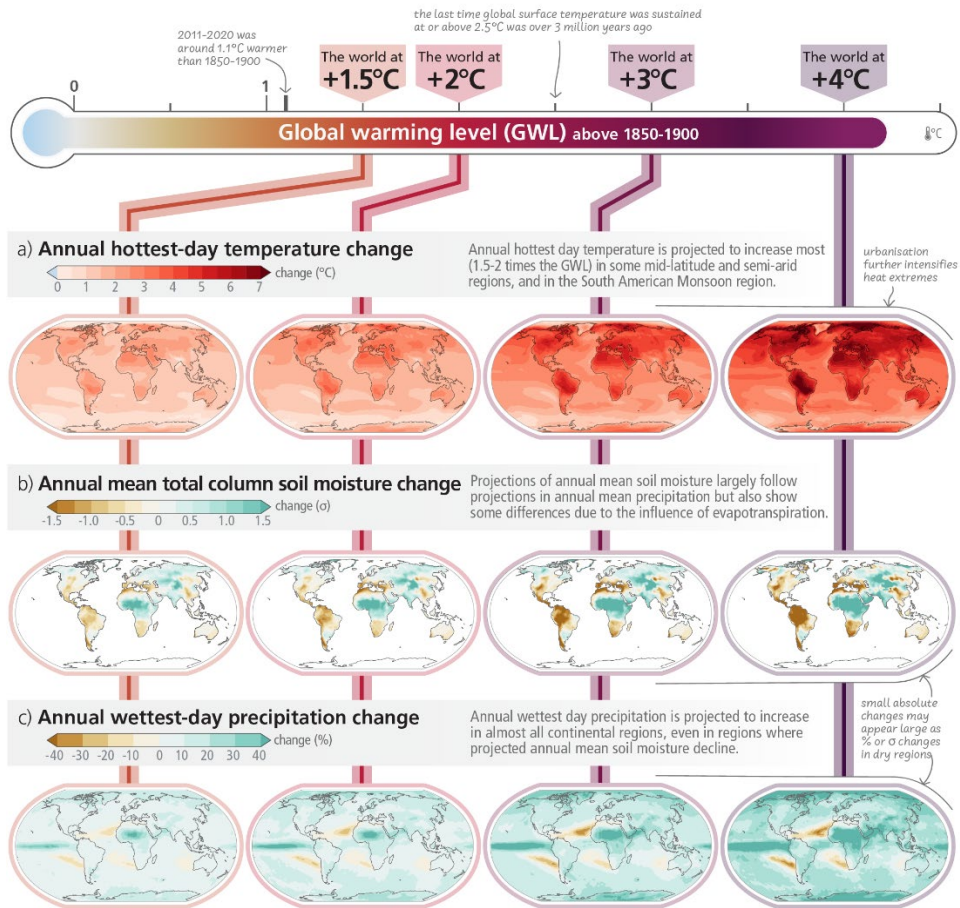 the last time global surface temperature was sustained
at or above 2.5°C was over 3 million years ago
2011-2020 was
around 1.1°C warmer
than 1850-1900
The world at
+1.5°C
The world at
+2°C
The world at
+3°C
The world at
+4°C
0
1
Global warming level (GWL) above 1850-1900
°C
a) Annual hottest-day temperature change
change (°C)
0 1 2 3 4 5 6 7
Annual hottest day temperature is projected to increase most
(1.5-2 times the GWL) in some mid-latitude and semi-arid
regions, and in the South American Monsoon region.
urbanisation
further intensifies
heat extremes
b) Annual mean total column soil moisture change
change (σ)
-1.5 -1.0 -0.5 0 0.5 1.0 1.5
Projections of annual mean soil moisture largely follow
projections in annual mean precipitation but also show
some differences due to the influence of evapotranspiration.
c) Annual wettest-day precipitation change
change (%)
-40 -30 -20 -10 0 10 20 30 40
Annual wettest day precipitation is projected to increase
in almost all continental regions, even in regions where
projected annual mean soil moisture decline.
small absolute
changes may
appear large as
% or σ changes
in dry regions